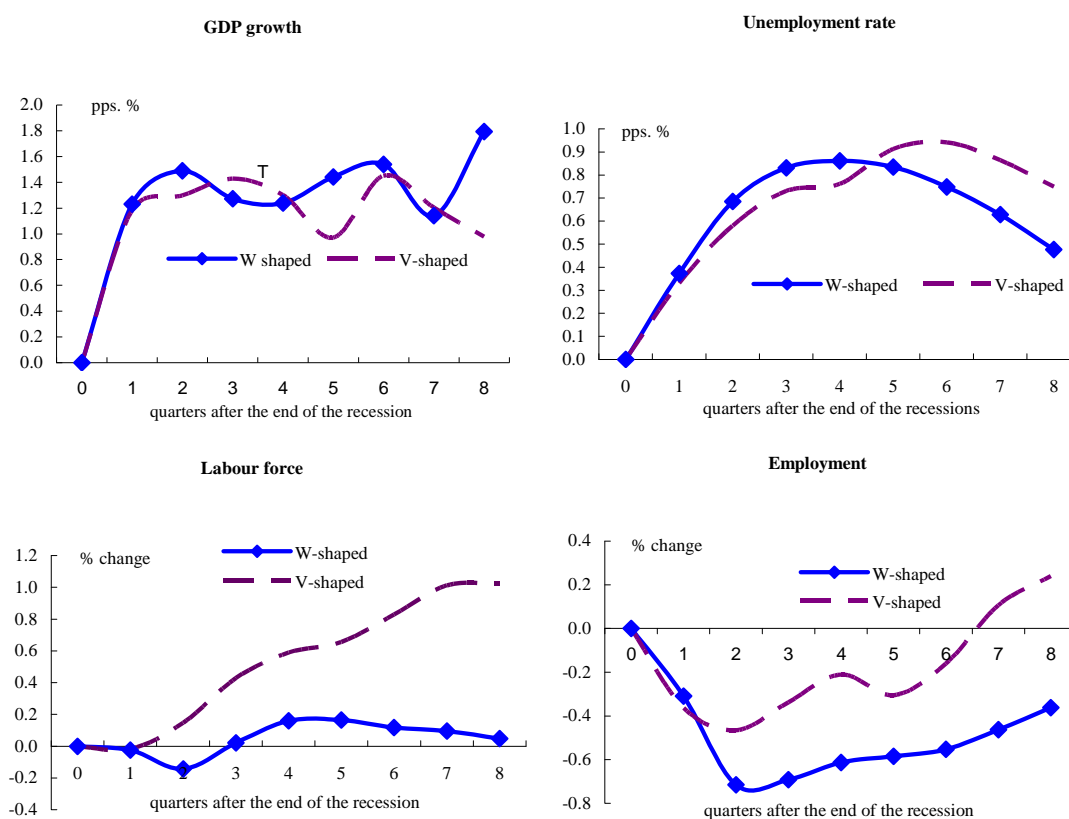 GDP growth
pps. %
2.0
1.8
1.6
1.4
1.2
1.0
0.8
0.6
0.4
0.2
0.0
T
W shaped
V-shaped
0 1 2 3 4 5 6 7 8
quarters after the end of the recession
Unemployment rate
pps. %
1.0
0.9
0.8
0.7
0.6
0.5
0.4
0.3
0.2
0.1
0.0
W-shaped
V-shaped
0 1 2 3 4 5 6 7 8
quarters after the end of the recessions
Labour force
% change
1.2
1.0
0.8
0.6
0.4
0.2
0.0
-0.2
-0.4
W-shaped
V-shaped
0 1 2 3 4 5 6 7 8
quarters after the end of the recession
Employment
% change
0.4
0.2
0.0
-0.2
-0.4
-0.6
-0.8
W-shaped
V-shaped
0 1 2 3 4 5 6 7 8
quarters after the end of the recession